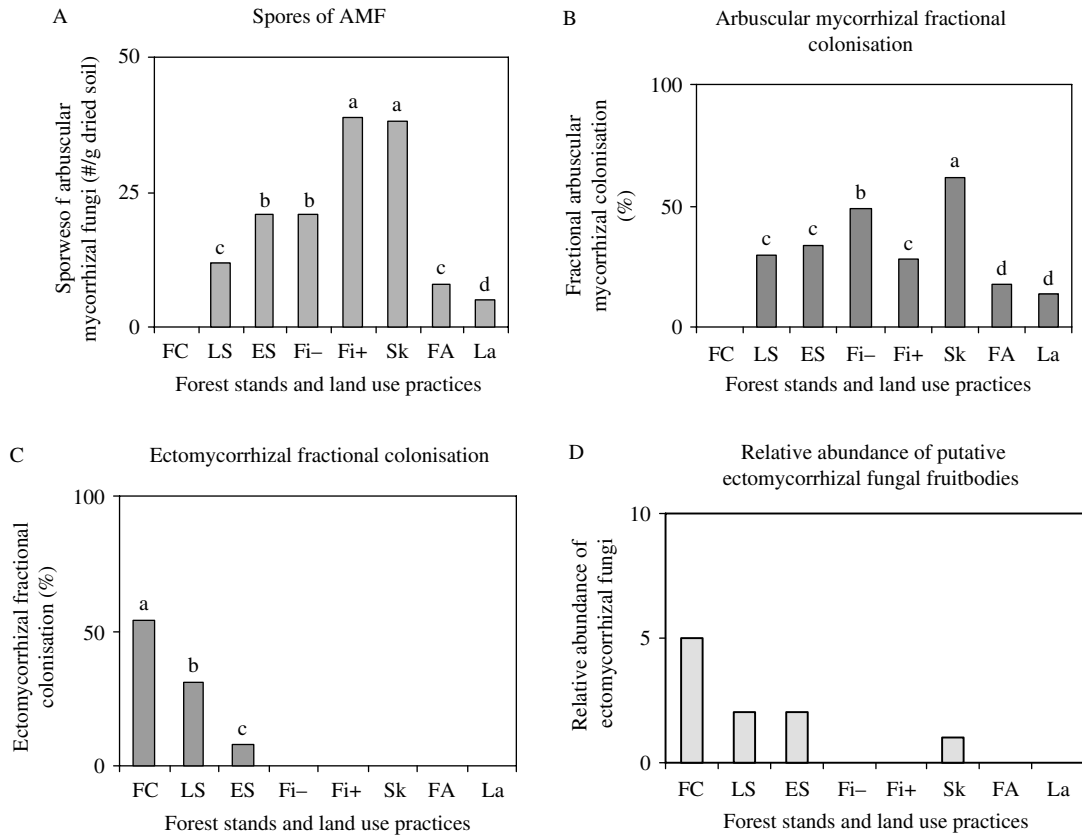 A
Spores of AMF
Sporweso f arbuscular
mycorrhizal fungi (#/g dried soil)
50
25
0
c
b
b
a
a
c
d
FC LS ES Fi– Fi+ Sk FA La
Forest stands and land use practices
B
Arbuscular mycorrhizal fractional
colonisation
Fractional arbuscular
mycorrhizal colonisation
(%)
100
50
0
c
c
b
c
a
d
d
FC LS ES Fi– Fi+ Sk FA La
Forest stands and land use practices
C
Ectomycorrhizal fractional colonisation
Ectomycorrhizal fractional
colonisation (%)
100
50
0
a
b
c
FC LS ES Fi– Fi+ Sk FA La
Forest stands and land use practices
D
Relative abundance of putative
ectomycorrhizal fungal fruitbodies
Relative abundance of
ectomycorrhizal fungi
10
5
0
FC LS ES Fi– Fi+ Sk FA La
Forest stands and land use practices